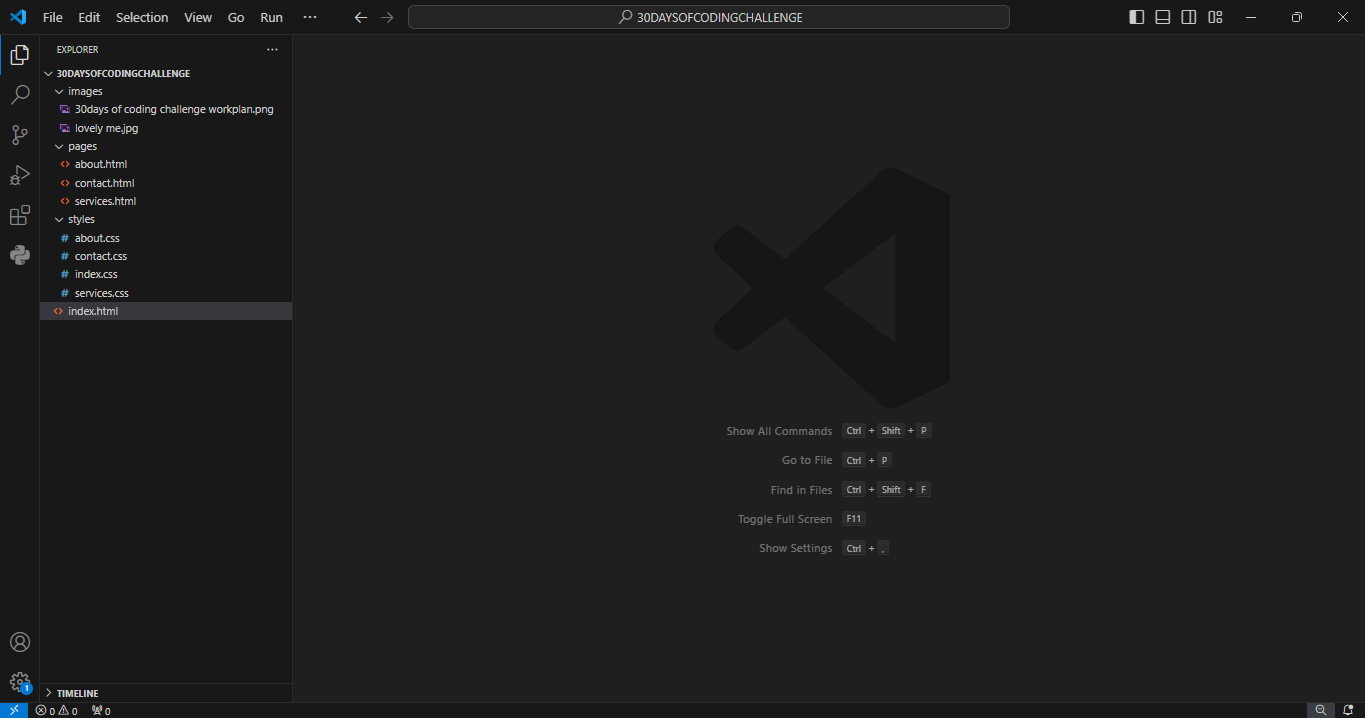 File Edit Selection View Go Run ··· 30DAYSOFCODINGCHALLENGE
EXPLORER ···
30DAYSOFCODINGCHALLENGE
images
30days of coding challenge workplan.png
lovely me.jpg
pages
about.html
contact.html
services.html
styles
# about.css
# contact.css
# index.css
# services.css
index.html
Show All Commands Ctrl + Shift + P
Go to File Ctrl + P
Find in Files Ctrl + Shift + F
Toggle Full Screen F11
Show Settings Ctrl + ,
1
TIMELINE
0 0 0